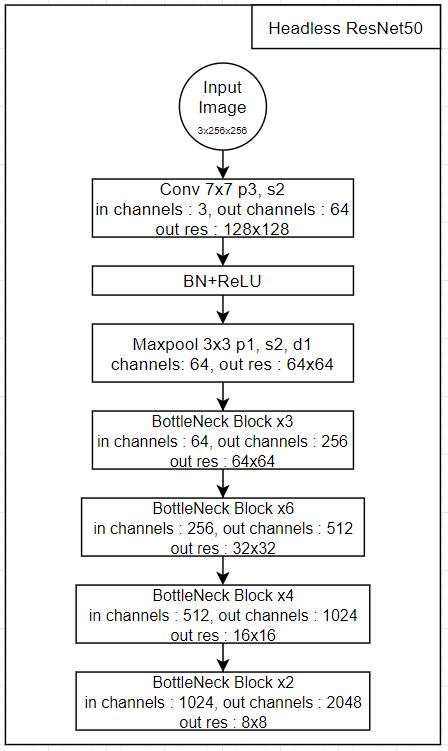 Headless ResNet50
Input
Image
3x256x256
Conv 7x7 p3, s2
in channels : 3, out channels : 64
out res : 128x128
BN+ReLU
Maxpool 3x3 p1, s2, d1
channels: 64, out res : 64x64
BottleNeck Block x3
in channels : 64, out channels : 256
out res : 64x64
BottleNeck Block x6
in channels : 256, out channels : 512
out res : 32x32
BottleNeck Block x4
in channels : 512, out channels : 1024
out res : 16x16
BottleNeck Block x2
in channels : 1024, out channels : 2048
out res : 8x8